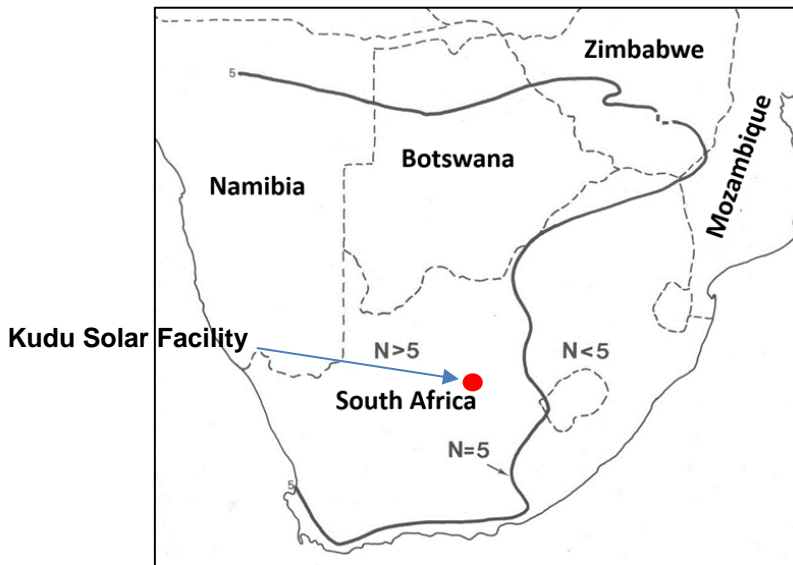 Zimbabwe
5
Mozambique
Botswana
Namibia
Kudu Solar Facility
N>5
N<5
South Africa
N=5
5